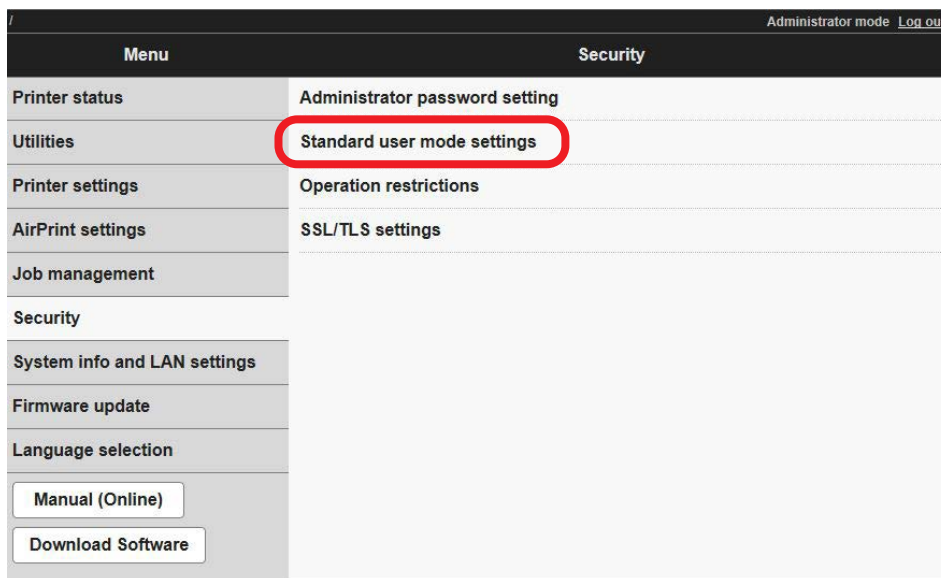 /
Administrator mode Log ou
Menu
Security
Printer status
Utilities
Printer settings
AirPrint settings
Job management
Security
System info and LAN settings
Firmware update
Language selection
Manual (Online)
Download Software
Administrator password setting
Standard user mode settings
Operation restrictions
SSL/TLS settings